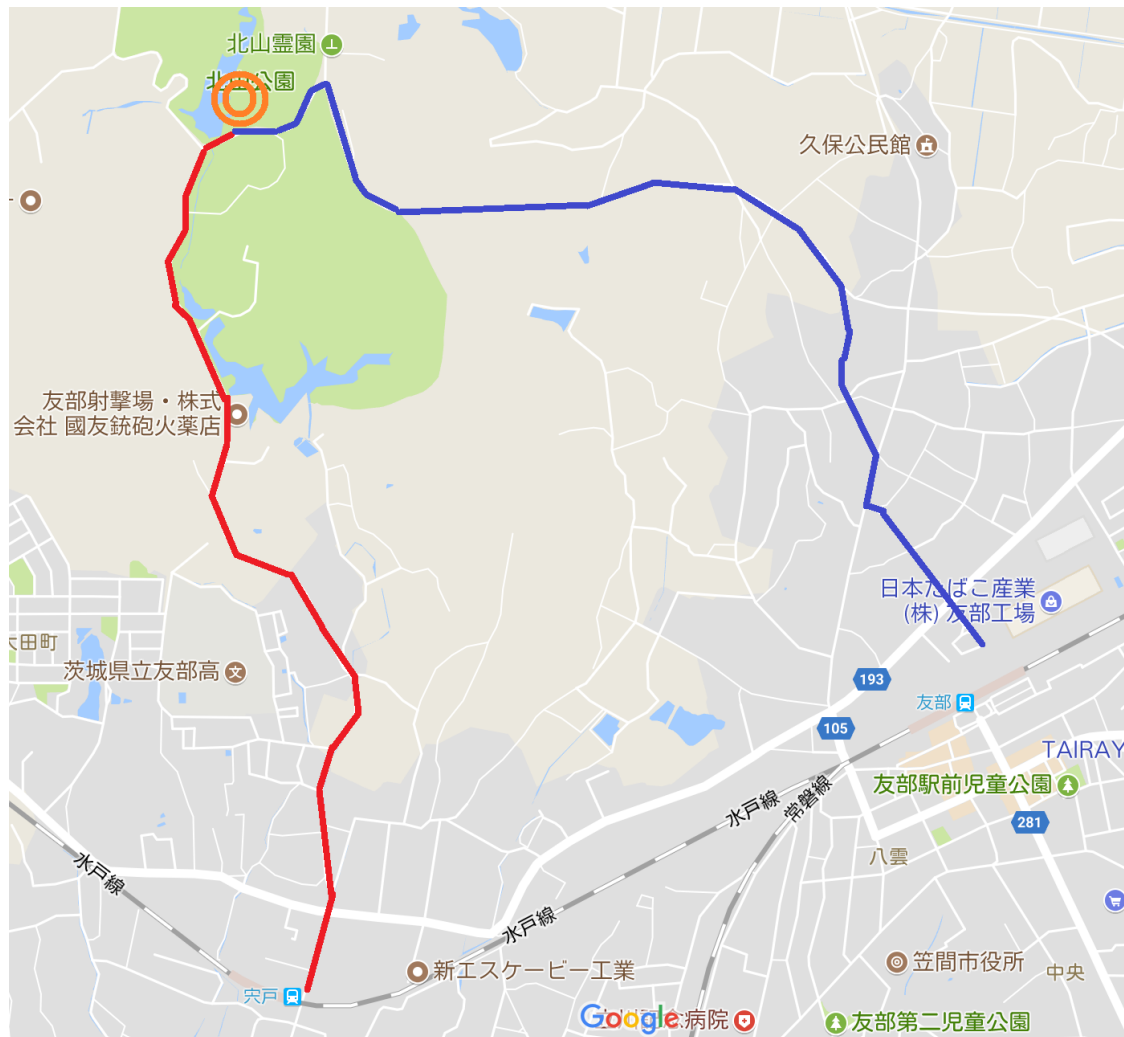 北山霊園
北山公園
久保公民館
友部射撃場・株式
会社 國友銃砲火薬店
日本たばこ産業
(株) 友部工場
大田町
茨城県立友部高
193
友部
105
TAIRAY
水戸線
常磐線
友部駅前児童公園
281
八雲
水戸線
水戸線
新エスケービー工業
笠間市役所
中央
宍戸
Google
病院
友部第二児童公園